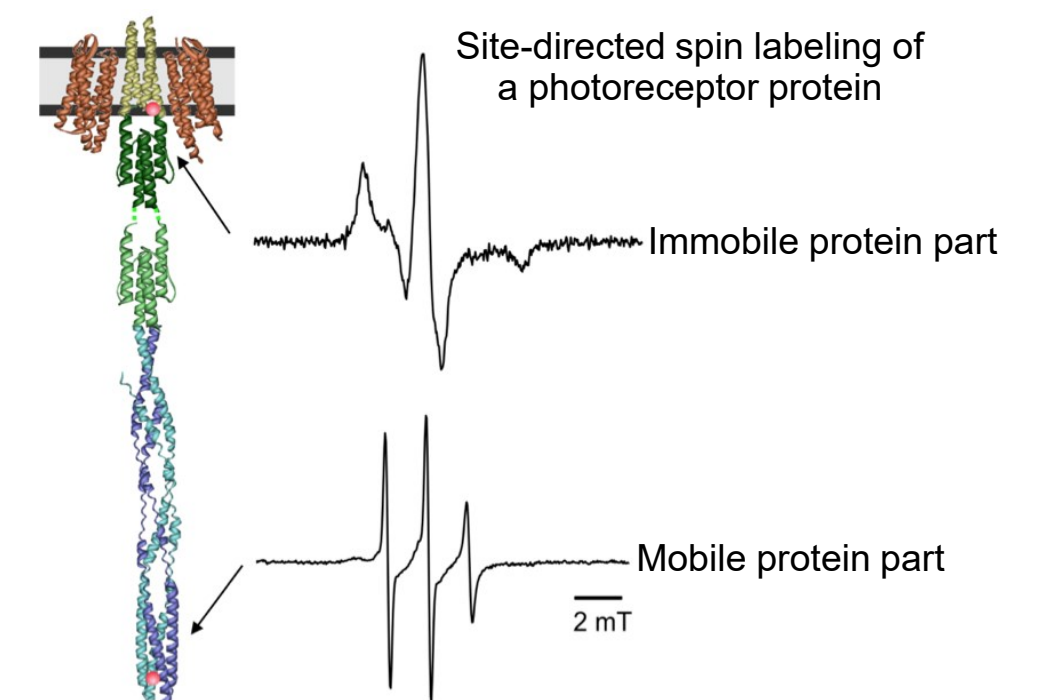 Site-directed spin labeling of
a photoreceptor protein
Immobile protein part
Mobile protein part
2 mT